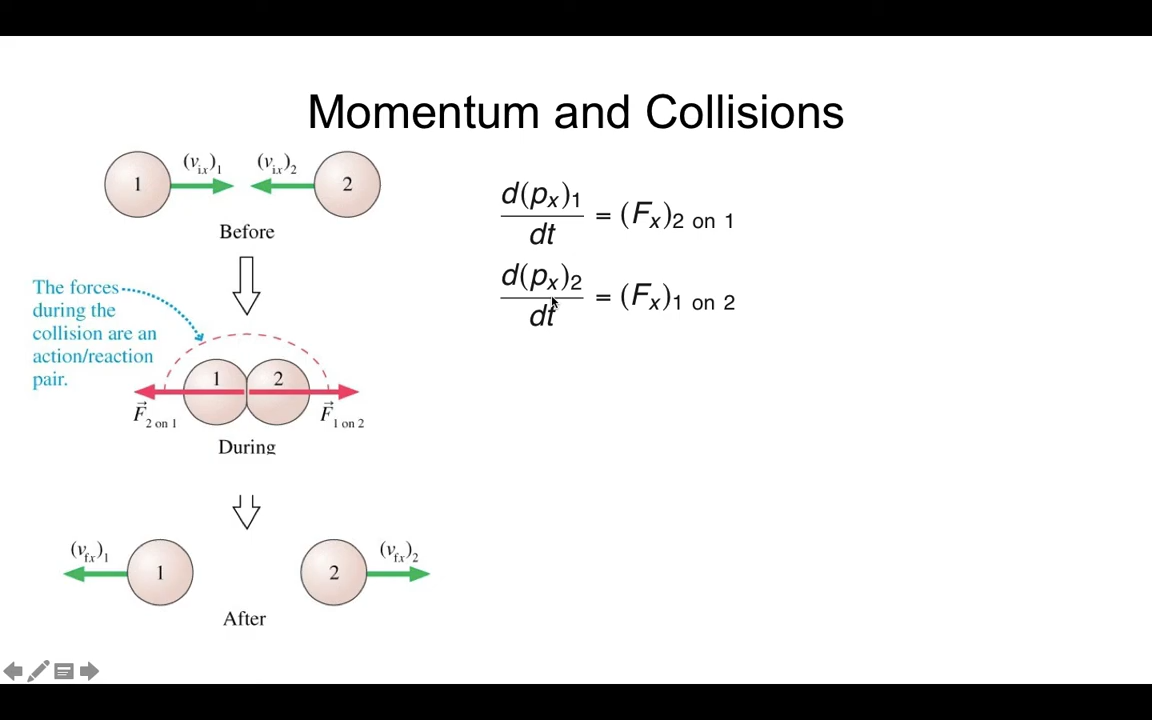 Momentum and Collisions
1 (v_ix)_1 (v_ix)_2 2
Before
The forces
during the
collision are an
action/reaction
pair.
1 2
F⃗_2 on 1 F⃗_1 on 2
During
(v_fx)_1 1 2 (v_fx)_2
After
d(p_x)_1/dt = (F_x)_2 on 1
d(p_x)_2/dt = (F_x)_1 on 2